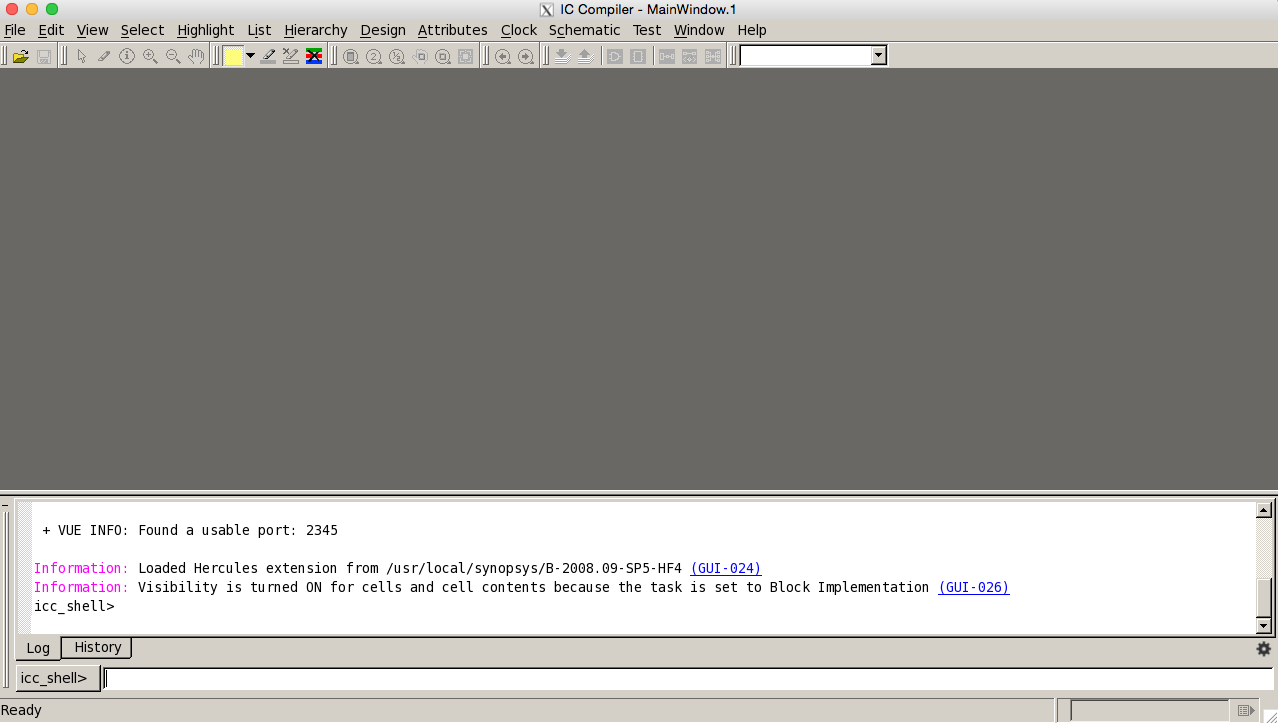 IC Compiler - MainWindow.1
File Edit View Select Highlight List Hierarchy Design Attributes Clock Schematic Test Window Help
+ VUE INFO: Found a usable port: 2345
Information: Loaded Hercules extension from /usr/local/synopsys/B-2008.09-SP5-HF4 (GUI-024)
Information: Visibility is turned ON for cells and cell contents because the task is set to Block Implementation (GUI-026)
icc_shell>
Log History
icc_shell>
Ready